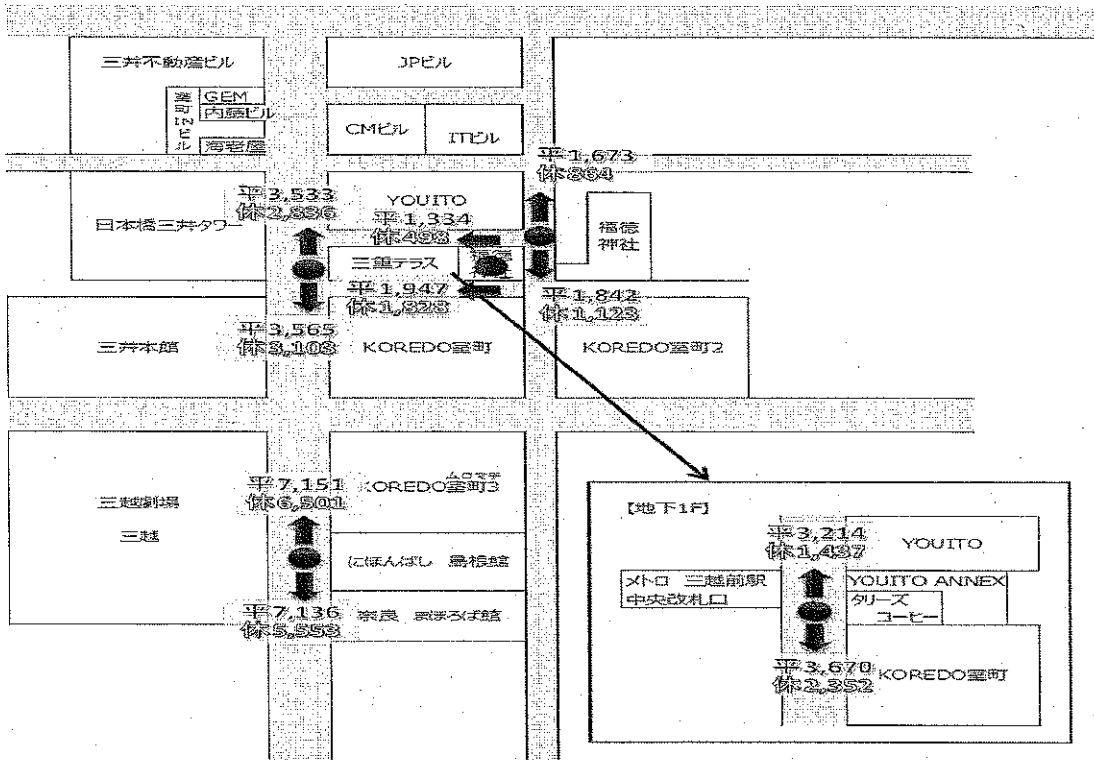 三井不動産ビル
JPビル
GEM
内藤ビル
海老屋
CMビル
ITビル
平1,673
休864
平3,533
休2,836
YOUITO
平1,334
休498
日本橋三井タワー
福徳
神社
三重テラス
平1,947
休1,828
平1,842
休1,123
平3,565
休3,108
三井本館
KOREDO室町
KOREDO室町2
平7,151
休6,501
ムロマチ
KOREDO室町3
三越劇場
三越
にほんばし 島根館
平7,136
休5,553
奈良 まほろば館
【地下1F】
平3,214
休1,437
YOUITO
メトロ 三越前駅
中央改札口
YOUITO ANNEX
タリーズ
コーヒー
平3,670
休2,352
KOREDO室町